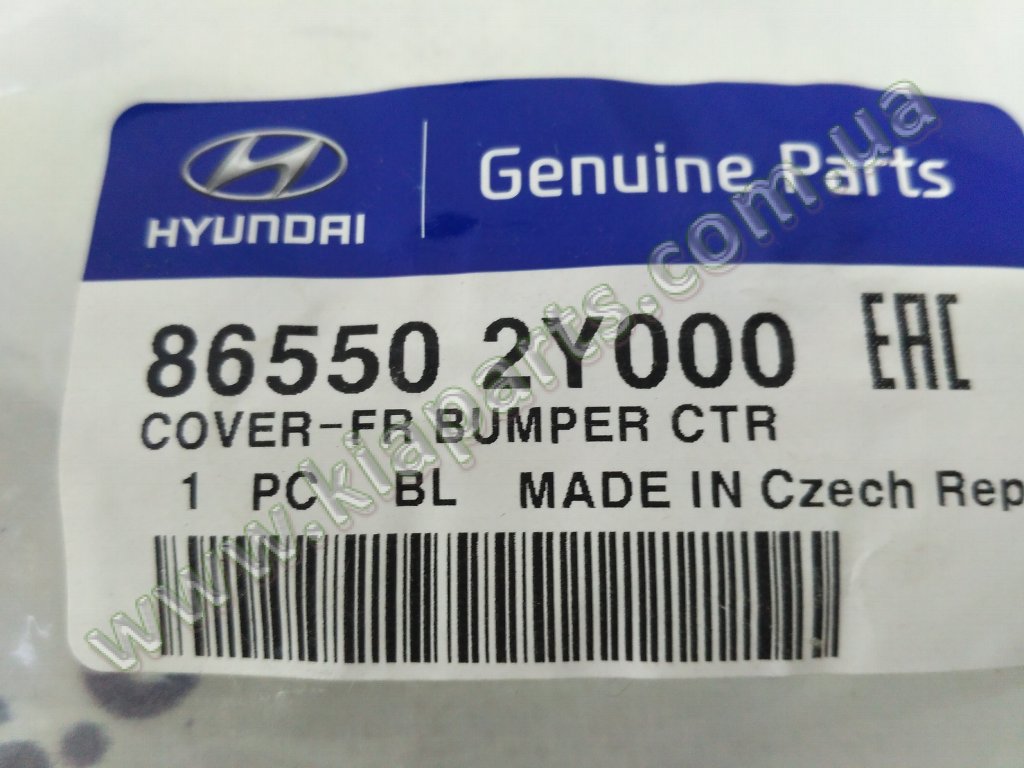 HYUNDAI
Genuine Parts
86550 2Y000 EAC
COVER-FR BUMPER CTR
1 PC BL MADE IN Czech Rep
www.kiaparts.com.ua